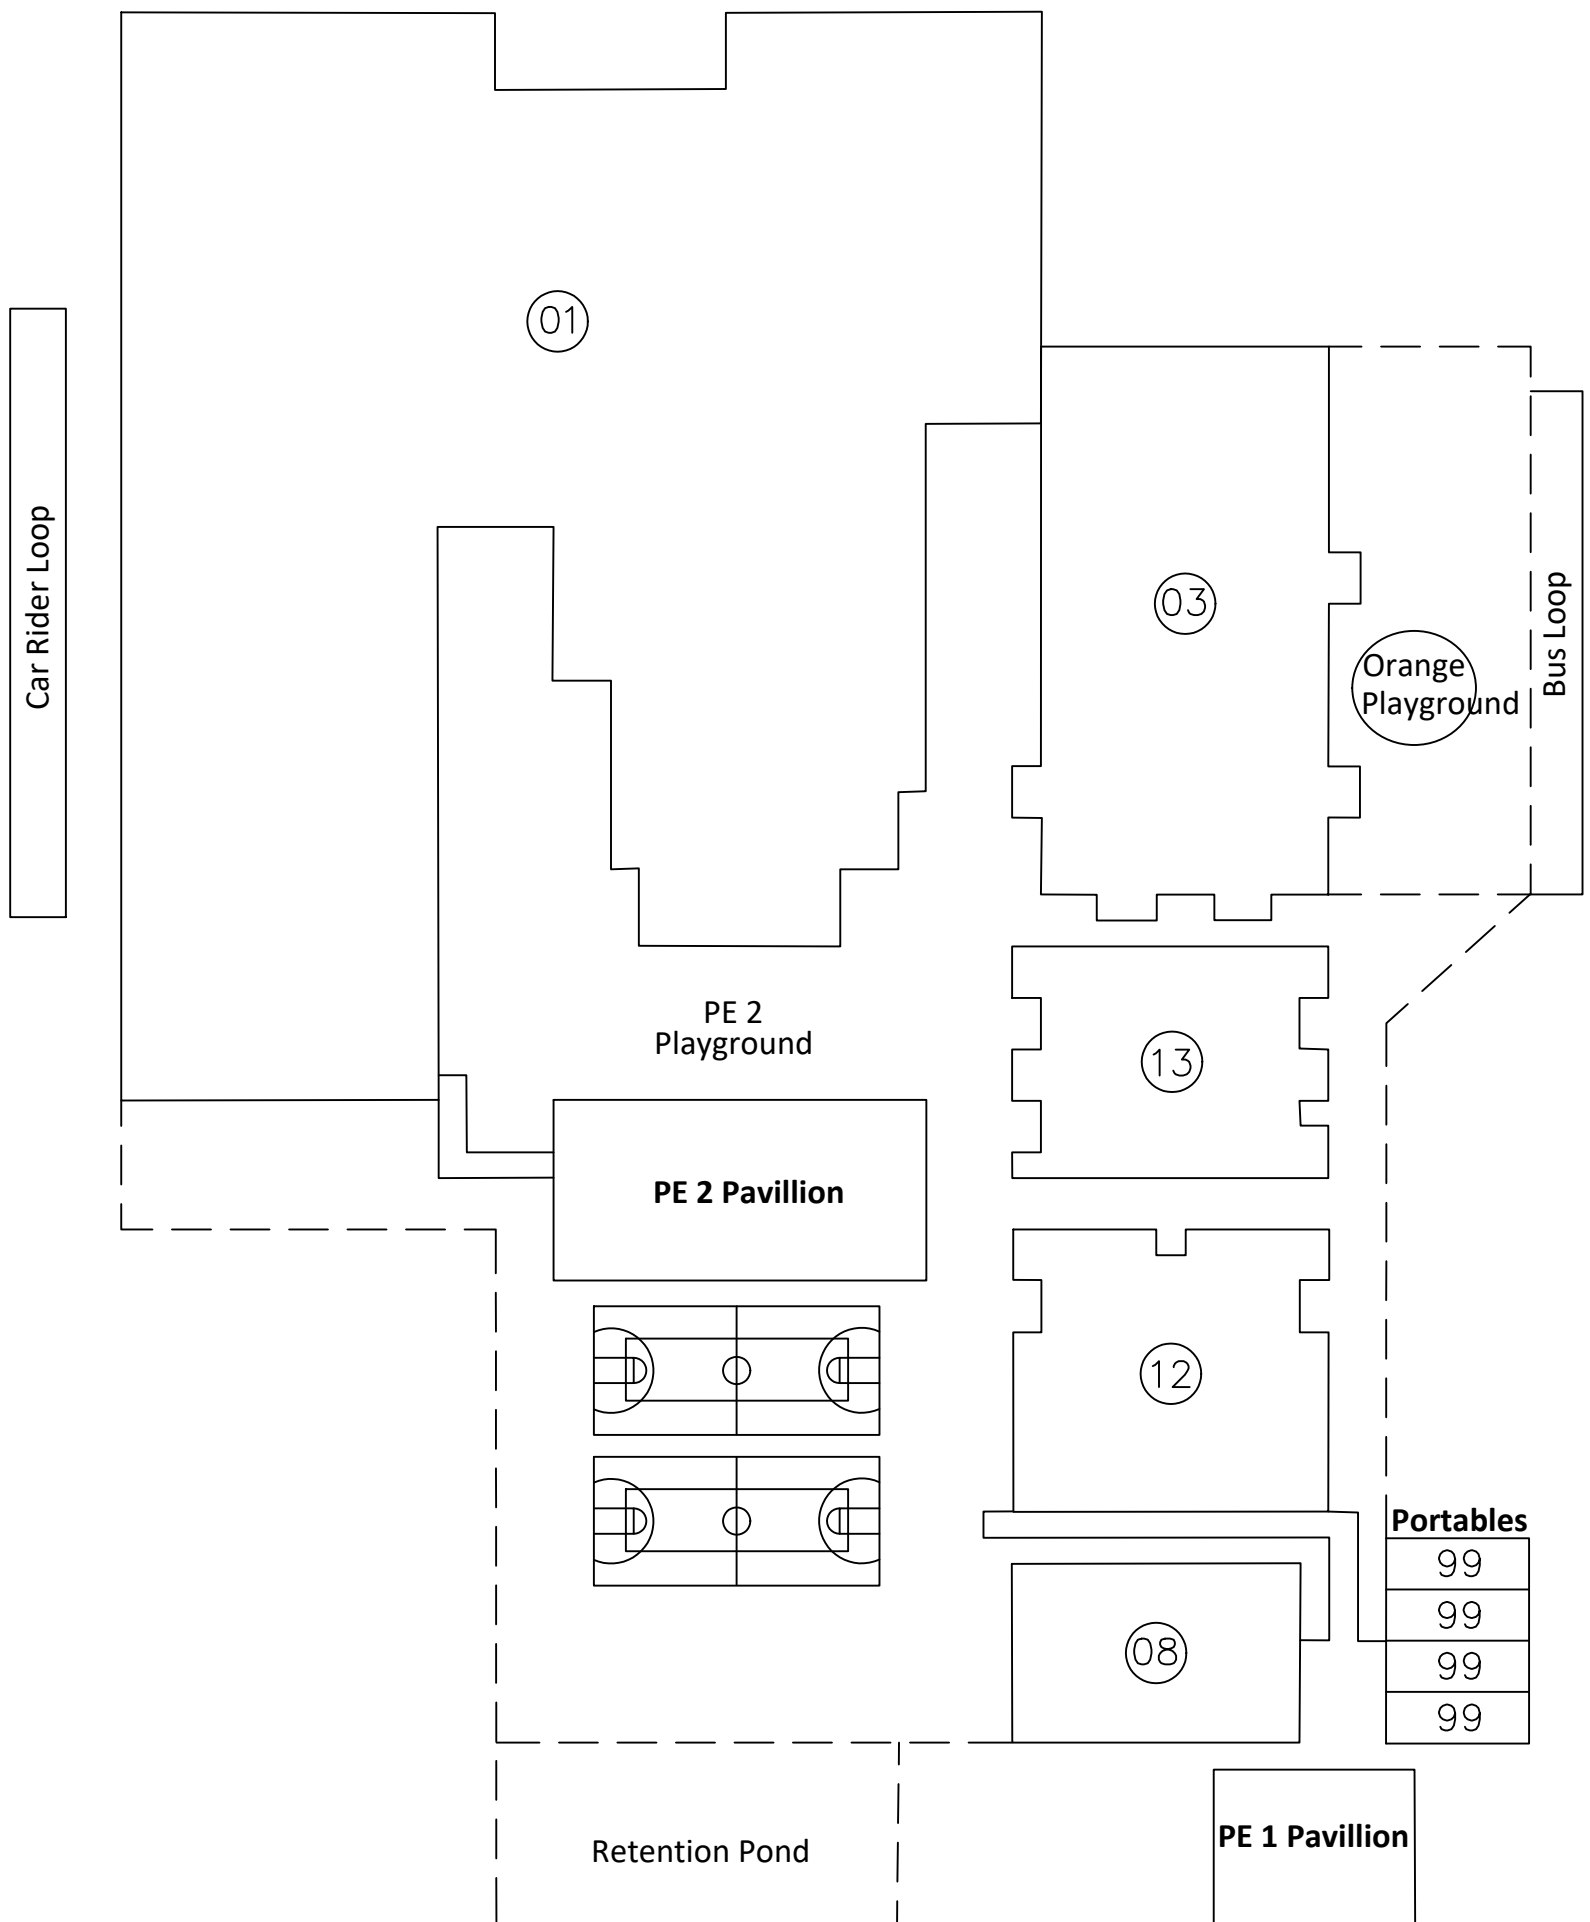 01
Car Rider Loop
03
Orange
Playground
Bus Loop
PE 2
Playground
13
PE 2 Pavillion
12
Portables
99
99
99
99
08
PE 1 Pavillion
Retention Pond